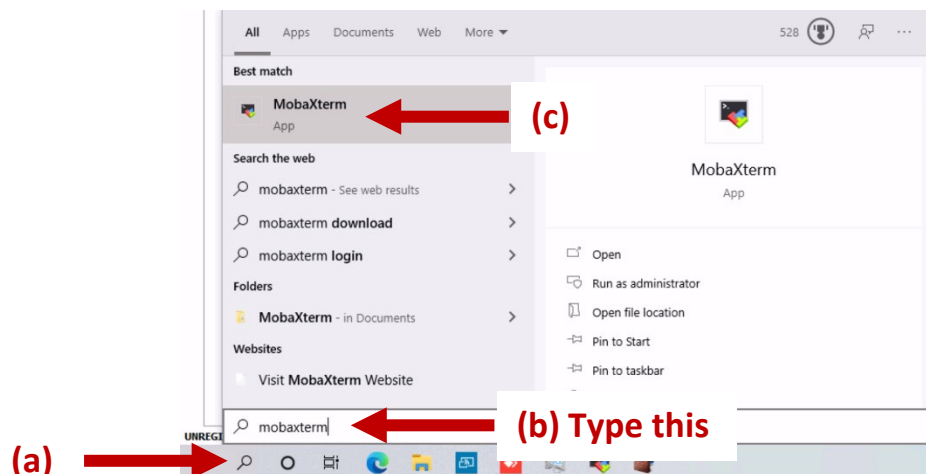 All Apps Documents Web More 528 ...
Best match
MobaXterm
App
(c)
Search the web
mobaxterm - See web results
mobaxterm download
mobaxterm login
Folders
MobaXterm - in Documents
Websites
Visit MobaXterm Website
MobaXterm
App
Open
Run as administrator
Open file location
Pin to Start
Pin to taskbar
mobaxterm
(b) Type this
UNREGI
(a)